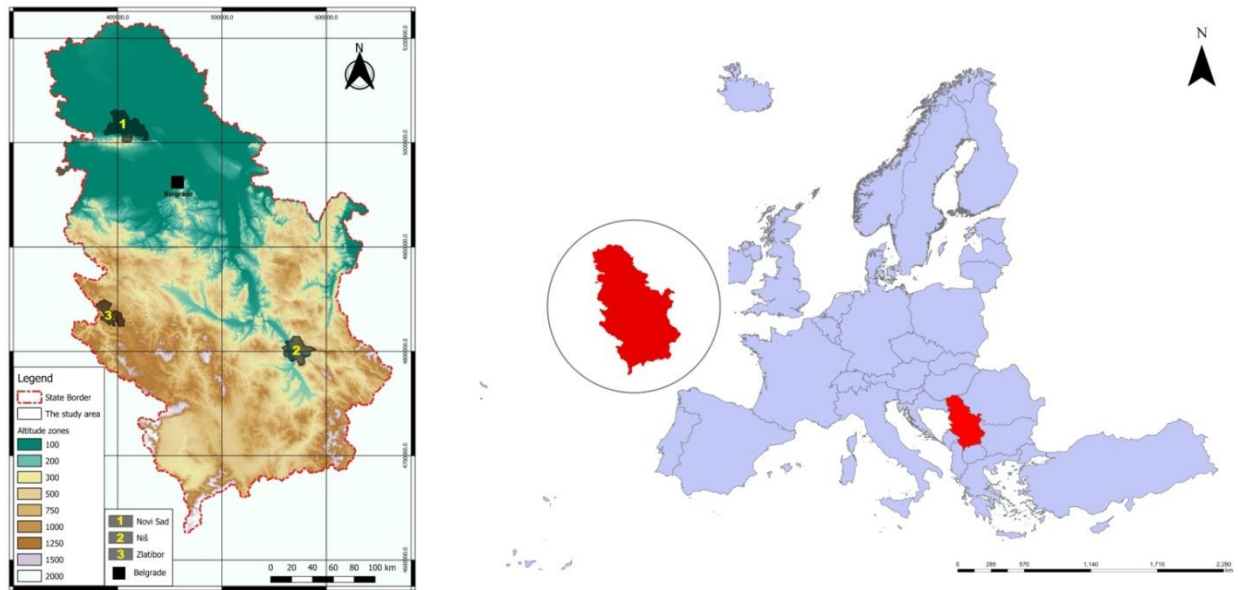 400000.0 500000.0 600000.0
5100000.0
N
1
5000000.0
Belgrade
4900000.0
3
2
4800000.0
Legend
State Border
The study area
Altitude zones
100
200
300
500
750
1000
1250
1500
2000
4700000.0
1 Novi Sad
2 Niš
3 Zlatibor
Belgrade
4600000.0
0 20 40 60 80 100 km
N
0 285 570 1,140 1,710 2,280
km